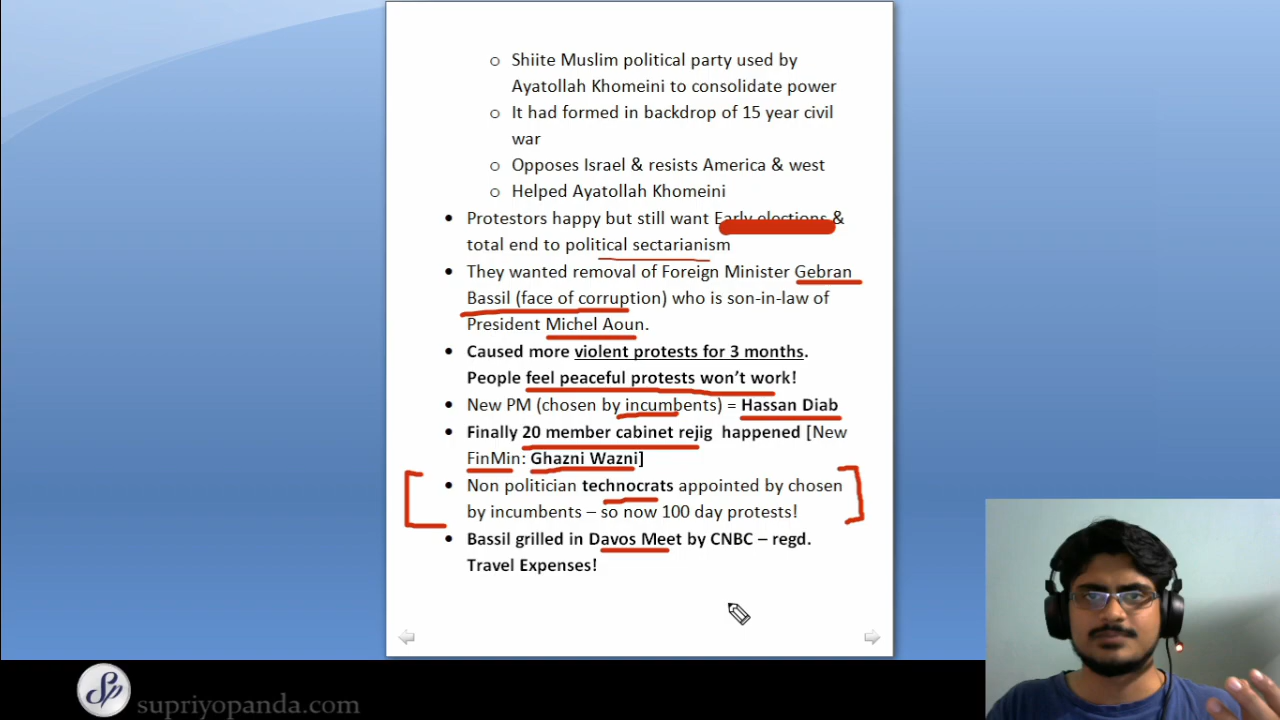 o Shiite Muslim political party used by
Ayatollah Khomeini to consolidate power
o It had formed in backdrop of 15 year civil
war
o Opposes Israel & resists America & west
o Helped Ayatollah Khomeini
• Protestors happy but still want Early elections &
total end to political sectarianism
• They wanted removal of Foreign Minister Gebran
Bassil (face of corruption) who is son-in-law of
President Michel Aoun.
• Caused more violent protests for 3 months.
People feel peaceful protests won’t work!
• New PM (chosen by incumbents) = Hassan Diab
• Finally 20 member cabinet rejig happened [New
FinMin: Ghazni Wazni]
• Non politician technocrats appointed by chosen
by incumbents – so now 100 day protests!
• Bassil grilled in Davos Meet by CNBC – regd.
Travel Expenses!
SP supriyopanda.com